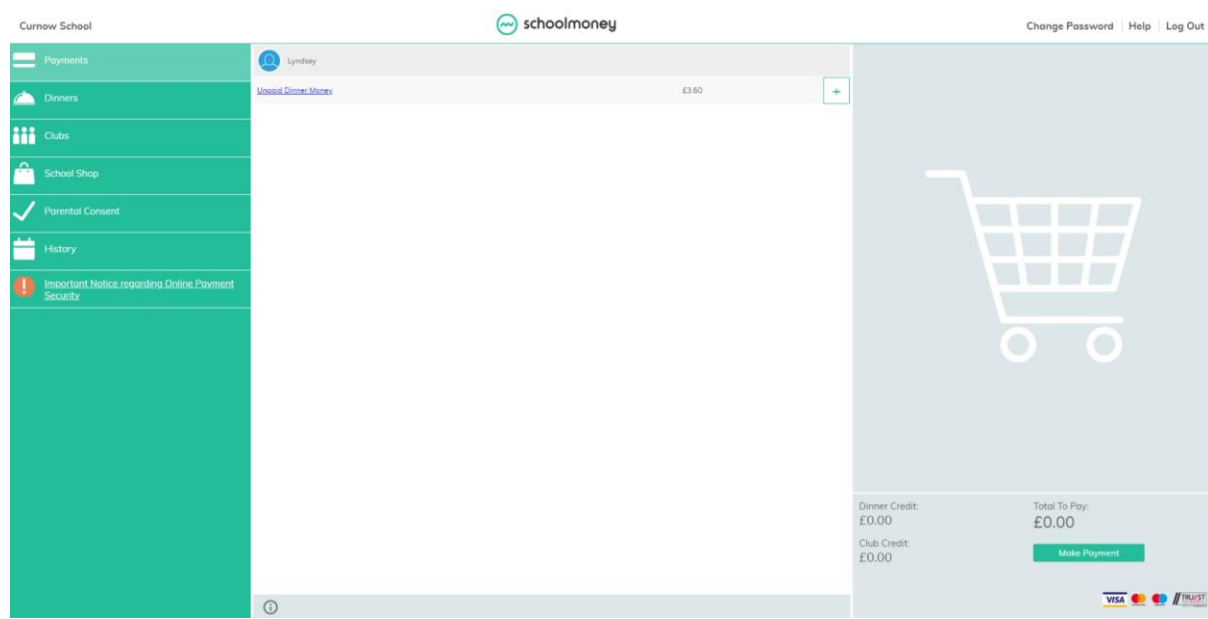 Curnow School
schoolmoney
Change Password Help Log Out
Payments
Dinners
Clubs
School Shop
Parental Consent
History
Important Notice regarding Online Payment
Security
Lyndsey
Unpaid Dinner Money £3.60 +
Dinner Credit:
£0.00
Club Credit:
£0.00
Total To Pay:
£0.00
Make Payment
VISA